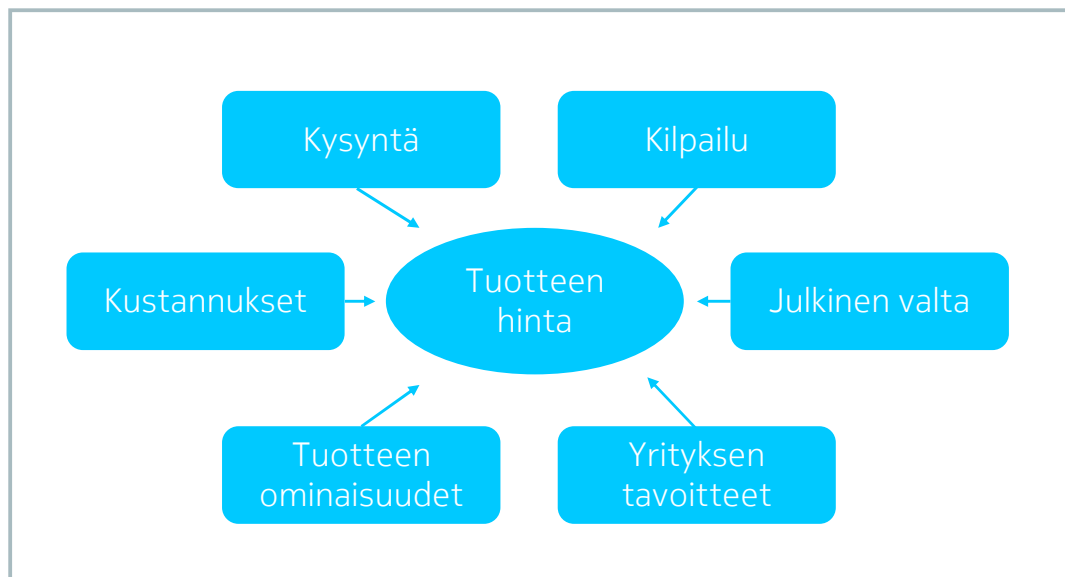 Kysyntä
Kilpailu
Kustannukset
Tuotteen
hinta
Julkinen valta
Tuotteen
ominaisuudet
Yrityksen
tavoitteet